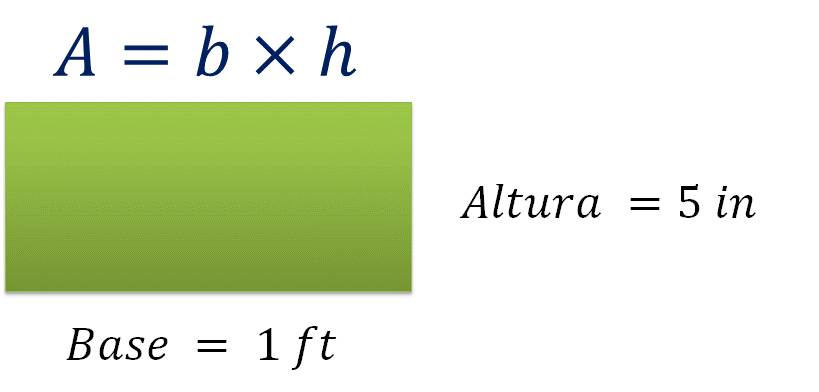 A = b × h
Altura = 5 in
Base = 1 ft